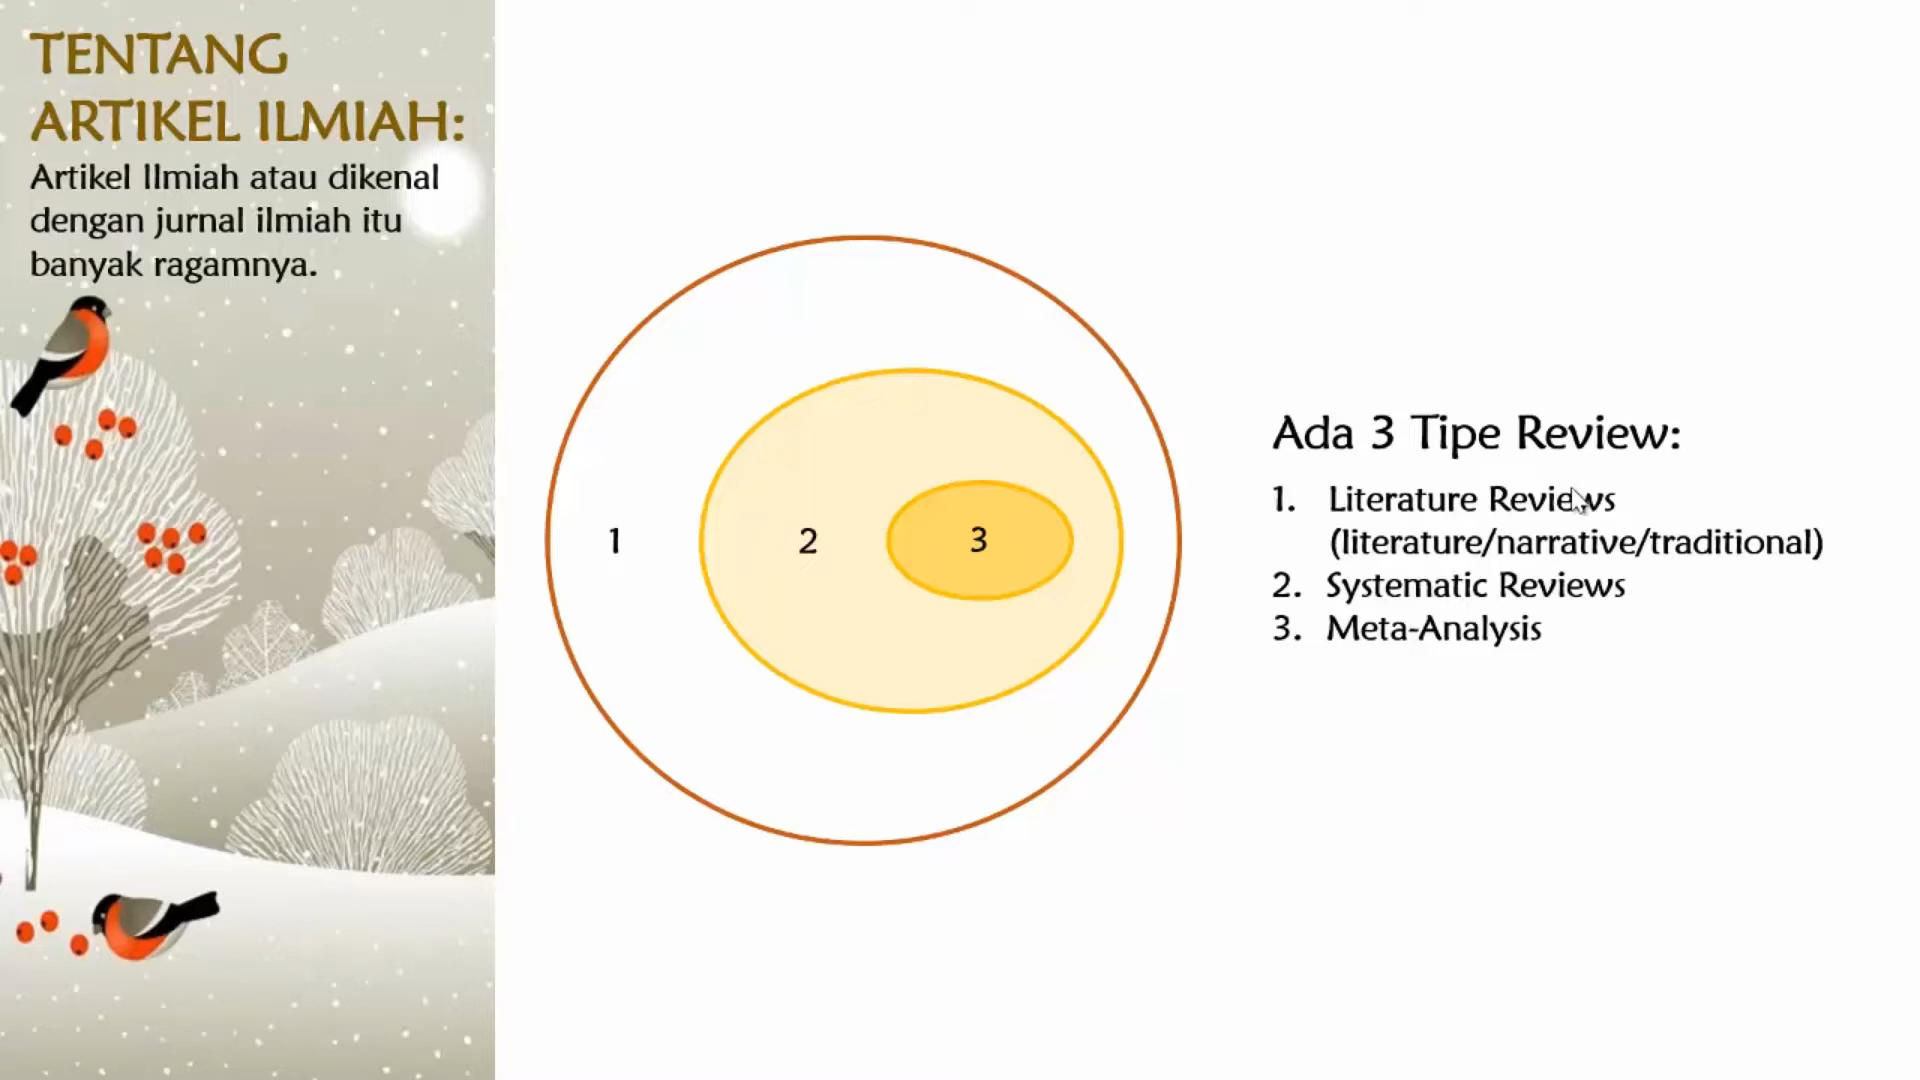 TENTANG
ARTIKEL ILMIAH:
Artikel Ilmiah atau dikenal
dengan jurnal ilmiah itu
banyak ragamnya.
1
2
3
Ada 3 Tipe Review:
1. Literature Reviews
(literature/narrative/traditional)
2. Systematic Reviews
3. Meta-Analysis